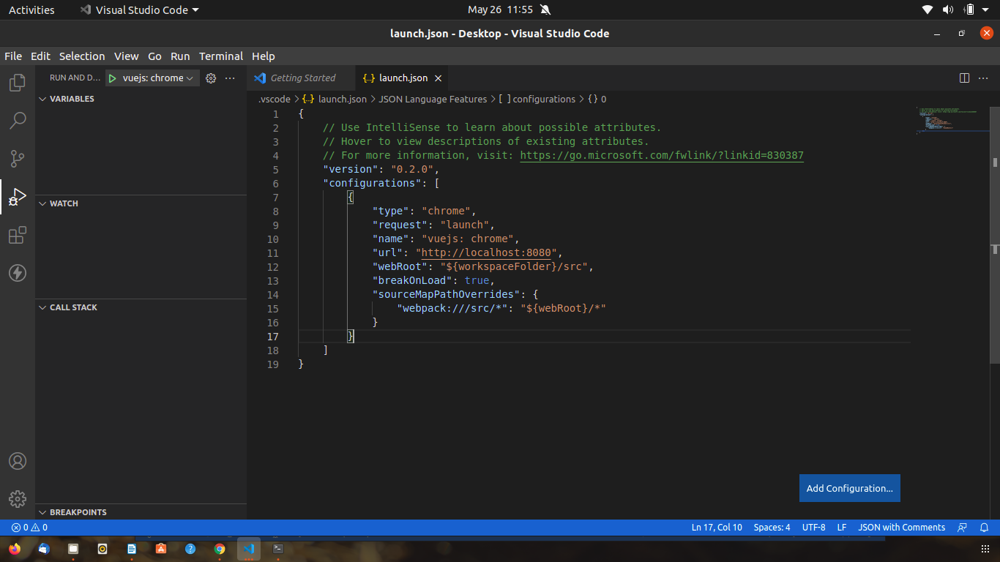 Activities
Visual Studio Code
May 26 11:55
launch.json - Desktop - Visual Studio Code
File Edit Selection View Go Run Terminal Help
RUN AND D...
vuejs: chrome
Getting Started
{..} launch.json
.vscode > {..} launch.json > JSON Language Features > [ ] configurations > { } 0
VARIABLES
WATCH
CALL STACK
BREAKPOINTS
1 {
2 // Use IntelliSense to learn about possible attributes.
3 // Hover to view descriptions of existing attributes.
4 // For more information, visit: https://go.microsoft.com/fwlink/?linkid=830387
5 "version": "0.2.0",
6 "configurations": [
7 {
8 "type": "chrome",
9 "request": "launch",
10 "name": "vuejs: chrome",
11 "url": "http://localhost:8080",
12 "webRoot": "${workspaceFolder}/src",
13 "breakOnLoad": true,
14 "sourceMapPathOverrides": {
15 "webpack:///src/*": "${webRoot}/*"
16 }
17 }
18 ]
19 }
Add Configuration...
0 0
Ln 17, Col 10 Spaces: 4 UTF-8 LF JSON with Comments